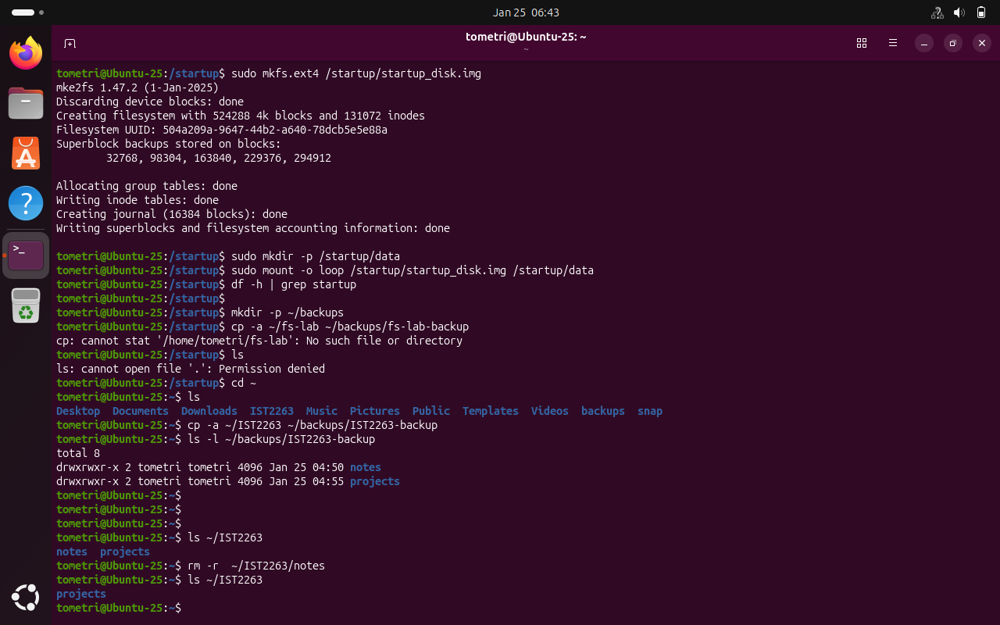 Jan 25 06:43
tometri@Ubuntu-25: ~
~
tometri@Ubuntu-25:/startup$ sudo mkfs.ext4 /startup/startup_disk.img
mke2fs 1.47.2 (1-Jan-2025)
Discarding device blocks: done
Creating filesystem with 524288 4k blocks and 131072 inodes
Filesystem UUID: 504a209a-9647-44b2-a640-78dcb5e5e88a
Superblock backups stored on blocks:
        32768, 98304, 163840, 229376, 294912
Allocating group tables: done
Writing inode tables: done
Creating journal (16384 blocks): done
Writing superblocks and filesystem accounting information: done
tometri@Ubuntu-25:/startup$ sudo mkdir -p /startup/data
tometri@Ubuntu-25:/startup$ sudo mount -o loop /startup/startup_disk.img /startup/data
tometri@Ubuntu-25:/startup$ df -h | grep startup
tometri@Ubuntu-25:/startup$
tometri@Ubuntu-25:/startup$ mkdir -p ~/backups
tometri@Ubuntu-25:/startup$ cp -a ~/fs-lab ~/backups/fs-lab-backup
cp: cannot stat '/home/tometri/fs-lab': No such file or directory
tometri@Ubuntu-25:/startup$ ls
ls: cannot open file '.': Permission denied
tometri@Ubuntu-25:/startup$ cd ~
tometri@Ubuntu-25:~$ ls
Desktop  Documents  Downloads  IST2263  Music  Pictures  Public  Templates  Videos  backups  snap
tometri@Ubuntu-25:~$ cp -a ~/IST2263 ~/backups/IST2263-backup
tometri@Ubuntu-25:~$ ls -l ~/backups/IST2263-backup
total 8
drwxrwxr-x 2 tometri tometri 4096 Jan 25 04:50 notes
drwxrwxr-x 2 tometri tometri 4096 Jan 25 04:55 projects
tometri@Ubuntu-25:~$
tometri@Ubuntu-25:~$
tometri@Ubuntu-25:~$
tometri@Ubuntu-25:~$ ls ~/IST2263
notes  projects
tometri@Ubuntu-25:~$ rm -r  ~/IST2263/notes
tometri@Ubuntu-25:~$ ls ~/IST2263
projects
tometri@Ubuntu-25:~$